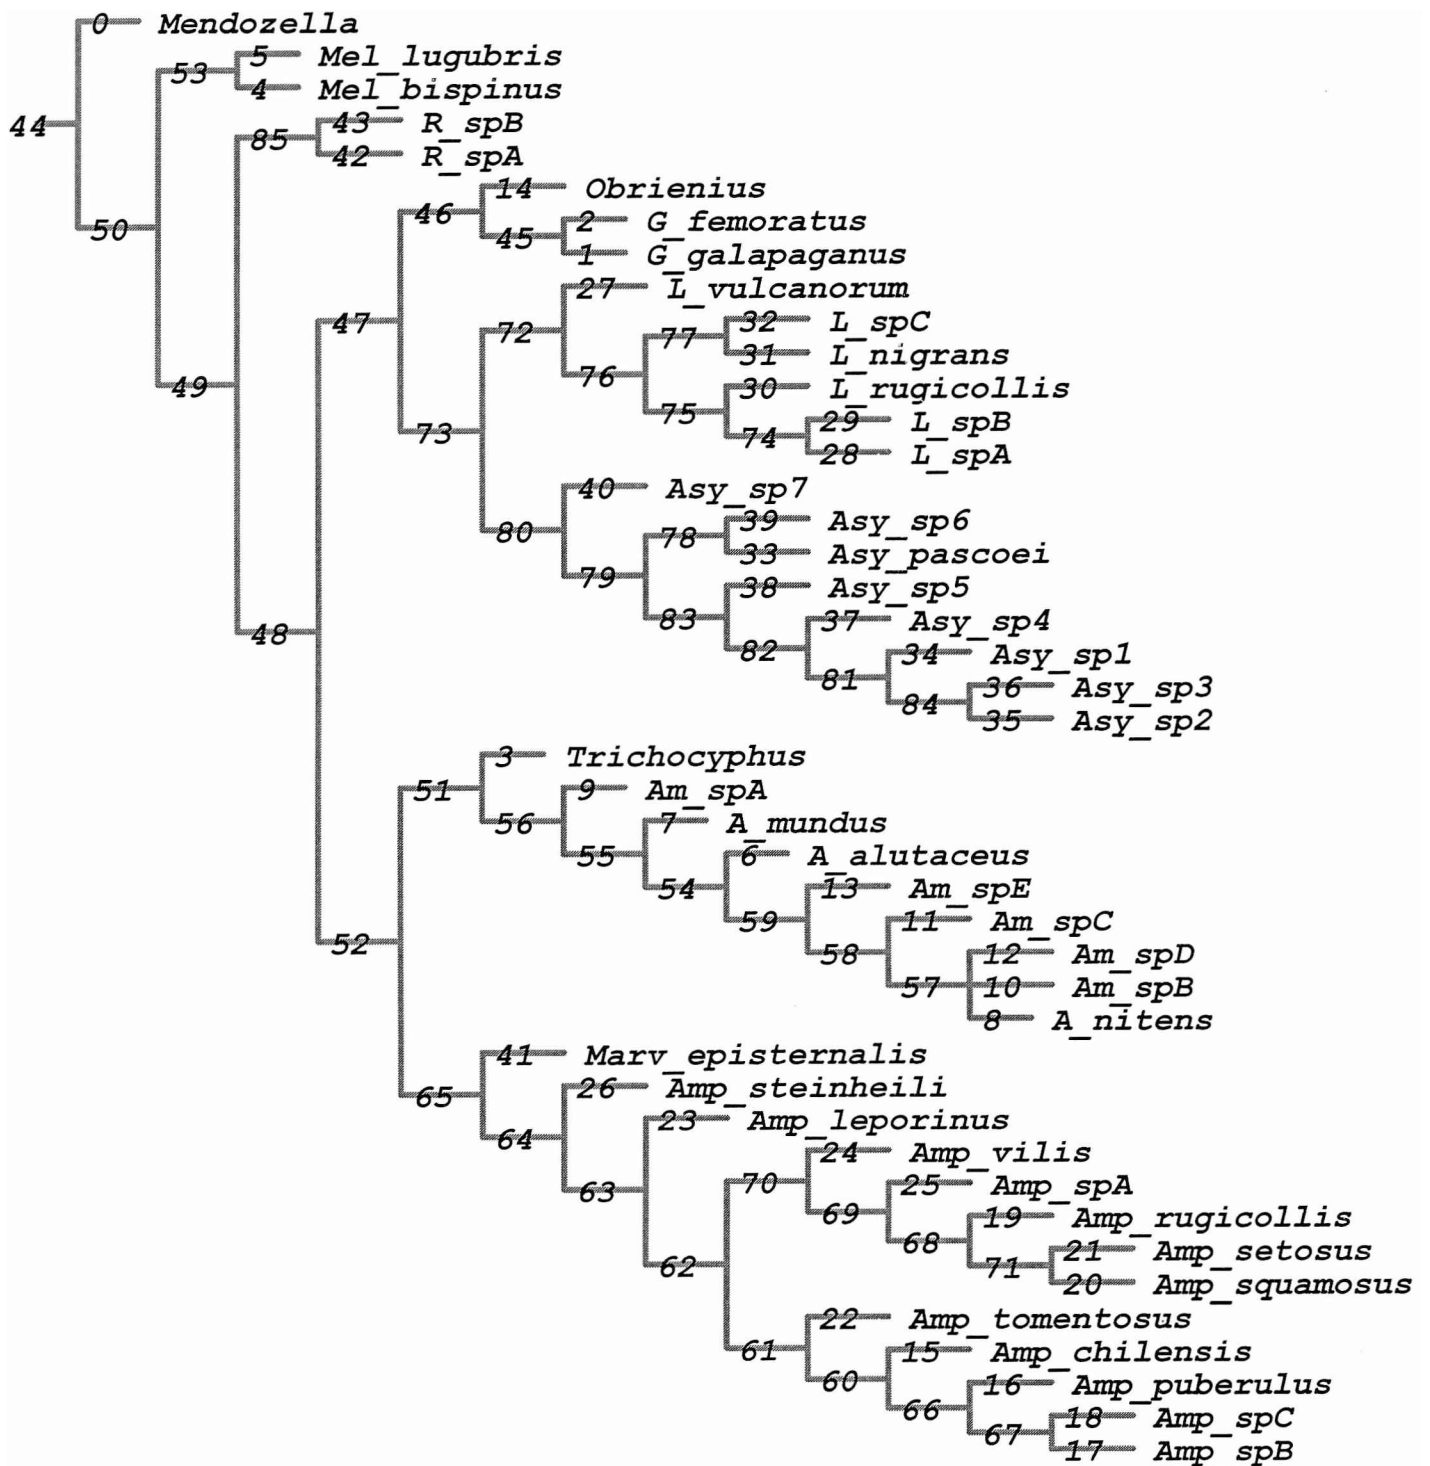 0 Mendozella
5 Mel_lugubris
53
4 Mel_bispinus
43 R_spB
44
85
42 R_spA
14 Obrienius
46
2 G_femoratus
50
45
1 G_galapaganus
27 L_vulcanorum
32 L_spC
47
72
77
31 L_nigrans
76
49
30 L_rugicollis
75
29 L_spB
73
74
28 L_spA
40 Asy_sp7
39 Asy_sp6
80
78
33 Asy_pascoei
79
38 Asy_sp5
83
37 Asy_sp4
48
82
34 Asy_sp1
81
36 Asy_sp3
84
35 Asy_sp2
3 Trichocyphus
51
9 Am_spA
56
7 A_mundus
55
6 A_alutaceus
54
13 Am_spE
59
11 Am_spC
52
58
12 Am_spD
57
10 Am_spB
8 A_nitens
41 Marv_episternalis
26 Amp_steinheili
65
23 Amp_leporinus
64
24 Amp_vilis
70
25 Amp_spA
63
69
19 Amp_rugicollis
68
21 Amp_setosus
62
71
20 Amp_squamosus
22 Amp_tomentosus
61
15 Amp_chilensis
60
16 Amp_puberulus
66
18 Amp_spC
67
17 Amp_spB